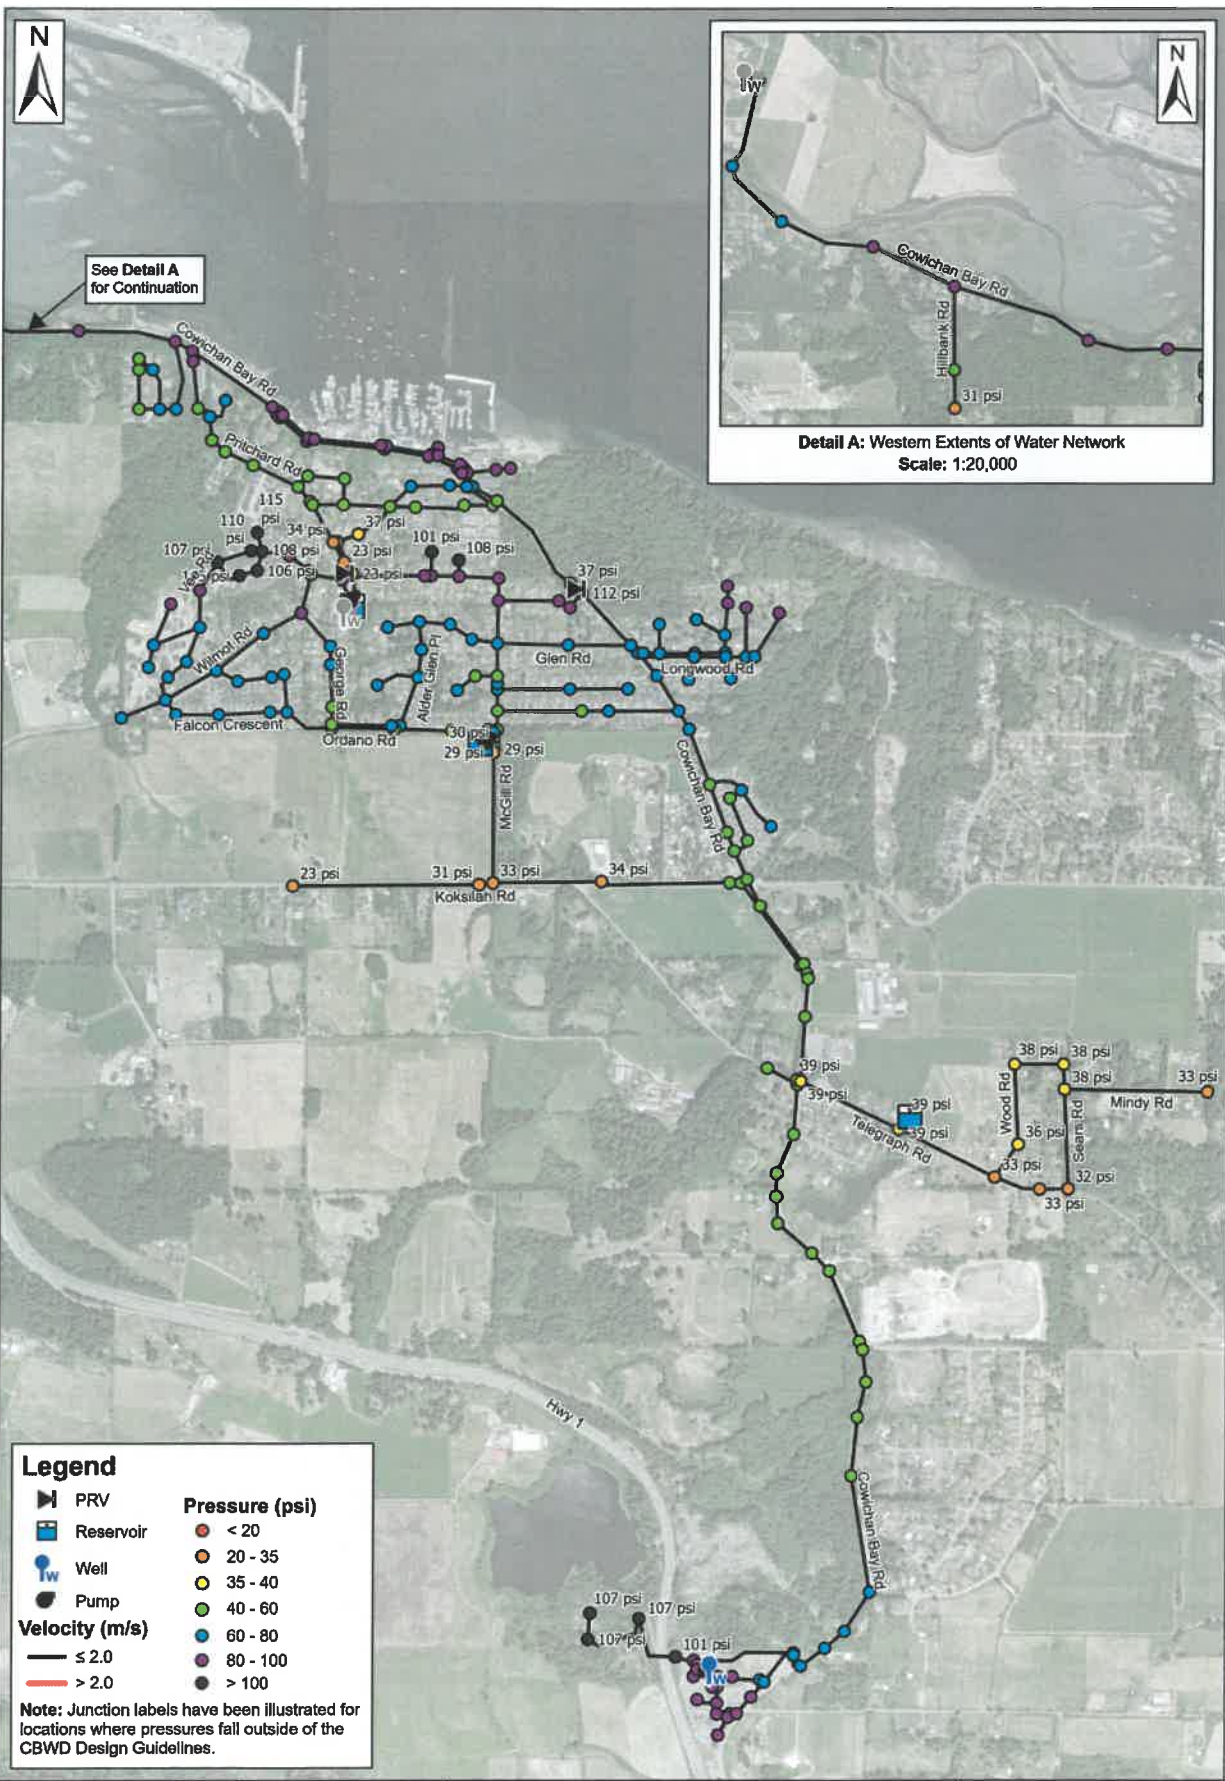 N
N
W
Cowichan Bay Rd
Hillbank Rd
31 psi
Detail A: Western Extents of Water Network
Scale: 1:20,000
See Detail A
for Continuation
Cowichan Bay Rd
Pritchard Rd
115
psi
110
psi
34 psi
37 psi
101 psi
107 psi
108 psi
23 psi
108 psi
106 psi
123 psi
37 psi
112 psi
Vee Rd
W
Wilmot Rd
George Rd
Alder Glen Pl
Glen Rd
Longwood Rd
Falcon Crescent
Ordano Rd
30 psi
29 psi
29 psi
McGill Rd
Cowichan Bay Rd
23 psi
31 psi
33 psi
34 psi
Koksilah Rd
39 psi
39 psi
39 psi
39 psi
Telegraph Rd
38 psi
38 psi
38 psi
33 psi
Mindy Rd
Wood Rd
Sears Rd
36 psi
33 psi
32 psi
33 psi
Hwy 1
Cowichan Bay Rd
107 psi
107 psi
107 psi
101 psi
W
Legend
PRV
Reservoir
W
Well
Pump
Velocity (m/s)
≤ 2.0
> 2.0
Pressure (psi)
< 20
20 - 35
35 - 40
40 - 60
60 - 80
80 - 100
> 100
Note: Junction labels have been illustrated for
locations where pressures fall outside of the
CBWD Design Guidelines.